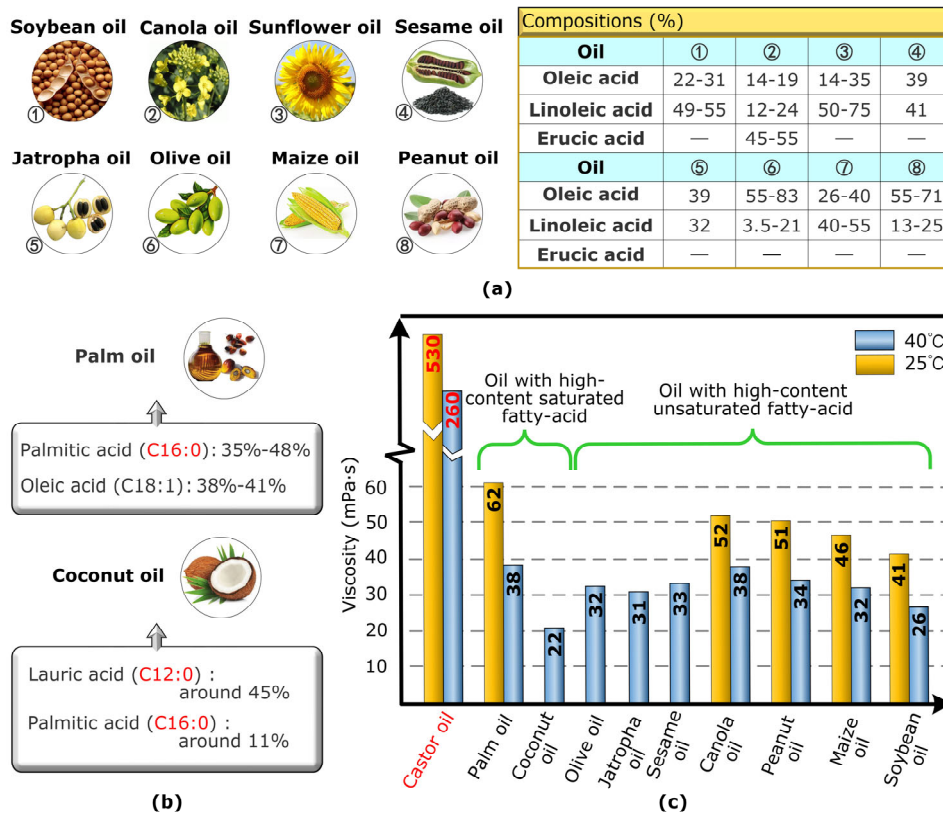 Soybean oil Canola oil Sunflower oil Sesame oil
① ② ③ ④
Jatropha oil Olive oil Maize oil Peanut oil
⑤ ⑥ ⑦ ⑧
Compositions (%)
Oil ① ② ③ ④
Oleic acid 22-31 14-19 14-35 39
Linoleic acid 49-55 12-24 50-75 41
Erucic acid — 45-55 — —
Oil ⑤ ⑥ ⑦ ⑧
Oleic acid 39 55-83 26-40 55-71
Linoleic acid 32 3.5-21 40-55 13-25
Erucic acid — — — —
(a)
Palm oil
Palmitic acid (C16:0): 35%-48%
Oleic acid (C18:1): 38%-41%
Coconut oil
Lauric acid (C12:0) :
around 45%
Palmitic acid (C16:0) :
around 11%
(b)
40℃
25℃
Oil with high-
content saturated
fatty-acid
Oil with high-content
unsaturated fatty-acid
Viscosity (mPa·s)
60
50
40
30
20
10
530
260
62
38
22
32
31
33
52
38
51
34
46
32
41
26
Castor oil
Palm oil
Coconut
oil
Olive oil
Jatropha
oil
Sesame
oil
Canola
oil
Peanut
oil
Maize
oil
Soybean
oil
(c)